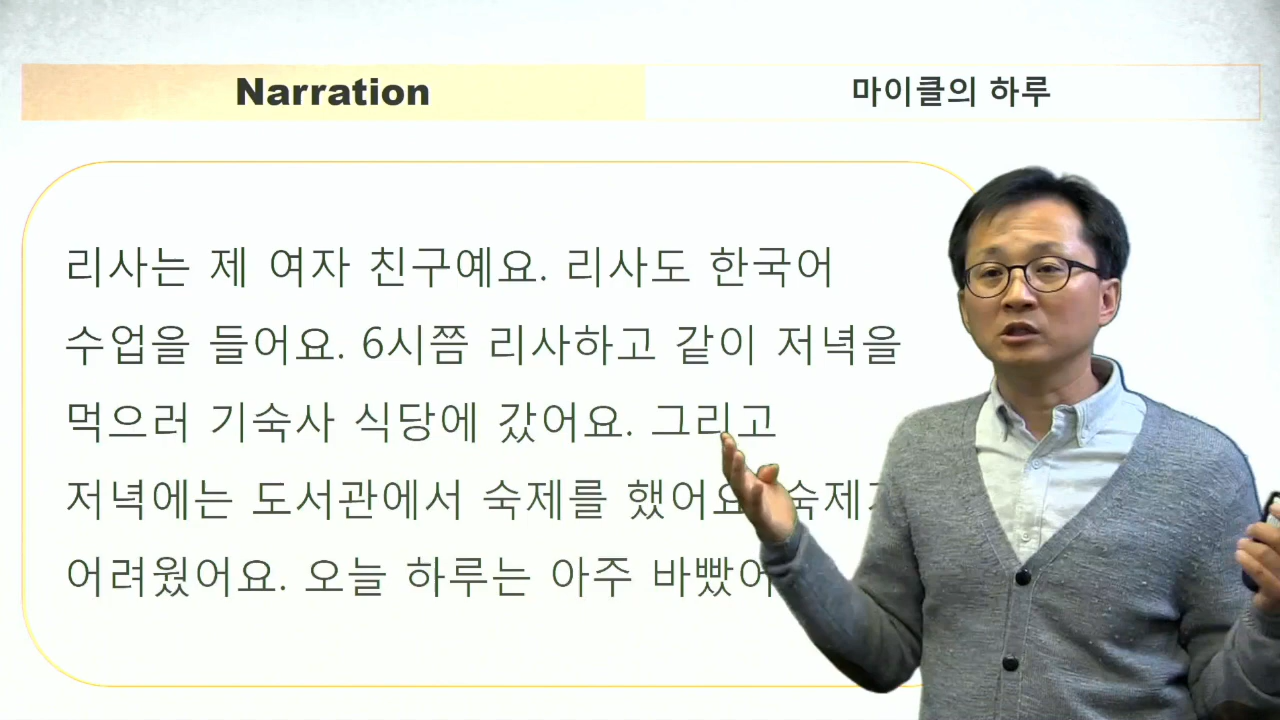 Narration
마이클의 하루
리사는 제 여자 친구예요. 리사도 한국어
수업을 들어요. 6시쯤 리사하고 같이 저녁을
먹으러 기숙사 식당에 갔어요. 그리고
저녁에는 도서관에서 숙제를 했어요
어려웠어요. 오늘 하루는 아주